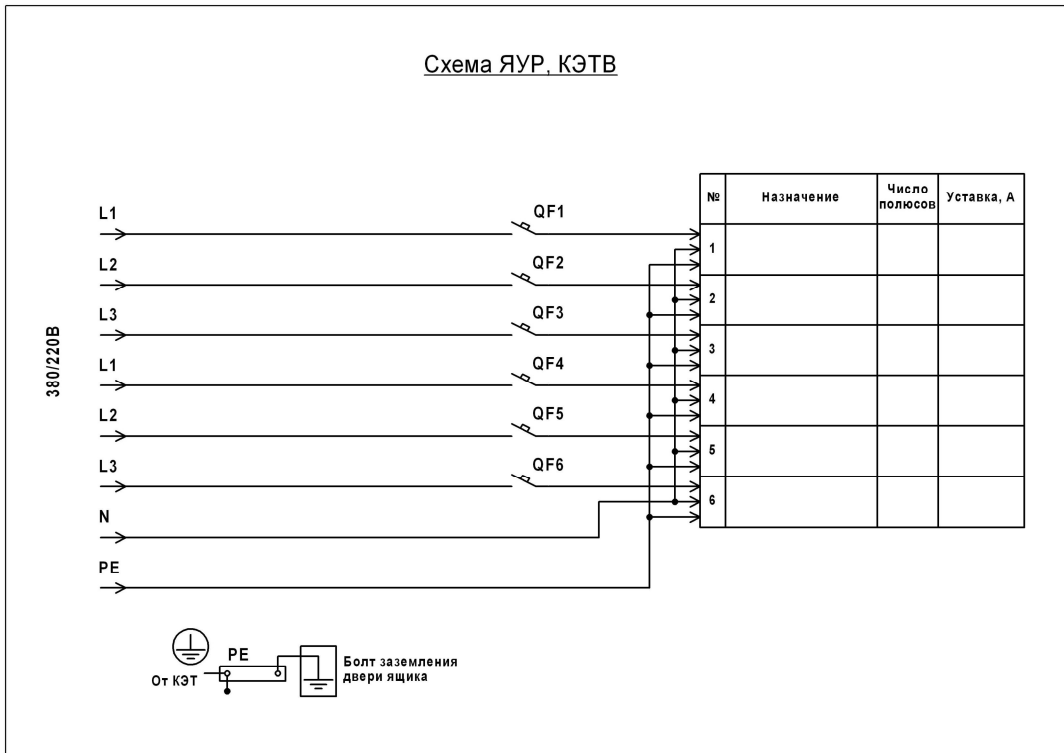 Схема ЯУР, КЭТВ
№ Назначение Число полюсов Уставка, А
380/220В
L1 QF1
1
L2 QF2
2
L3 QF3
3
L1 QF4
4
L2 QF5
5
L3 QF6
6
N
PE
От КЭТ
PE
Болт заземления
двери ящика